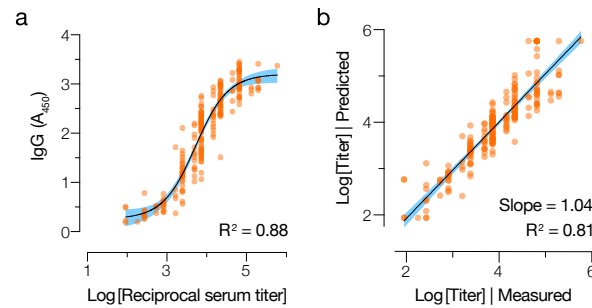 a
IgG (A450)
4
3
2
1
0
R² = 0.88
1 3 5
Log[Reciprocal serum titer]
b
Log[Titer] | Predicted
6
4
2
Slope = 1.04
R² = 0.81
2 4 6
Log[Titer] | Measured